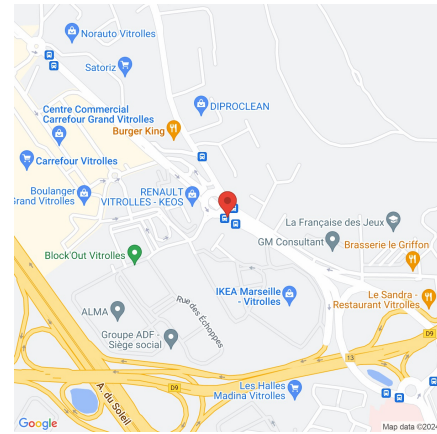 Norauto Vitrolles
Satoriz
DIPROCLEAN
Centre Commercial
Carrefour Grand Vitrolles
Burger King
Carrefour Vitrolles
Boulanger
Grand Vitrolles
RENAULT
VITROLLES - KEOS
La Française des Jeux
GM Consultant
Brasserie le Griffon
Block'Out Vitrolles
IKEA Marseille
- Vitrolles
Le Sandra -
Restaurant Vitrolles
ALMA
Rue des Échoppes
Groupe ADF -
Siège social
13
D9
D9
A. du Soleil
Les Halles
Madina Vitrolles
Google
Map data ©2024